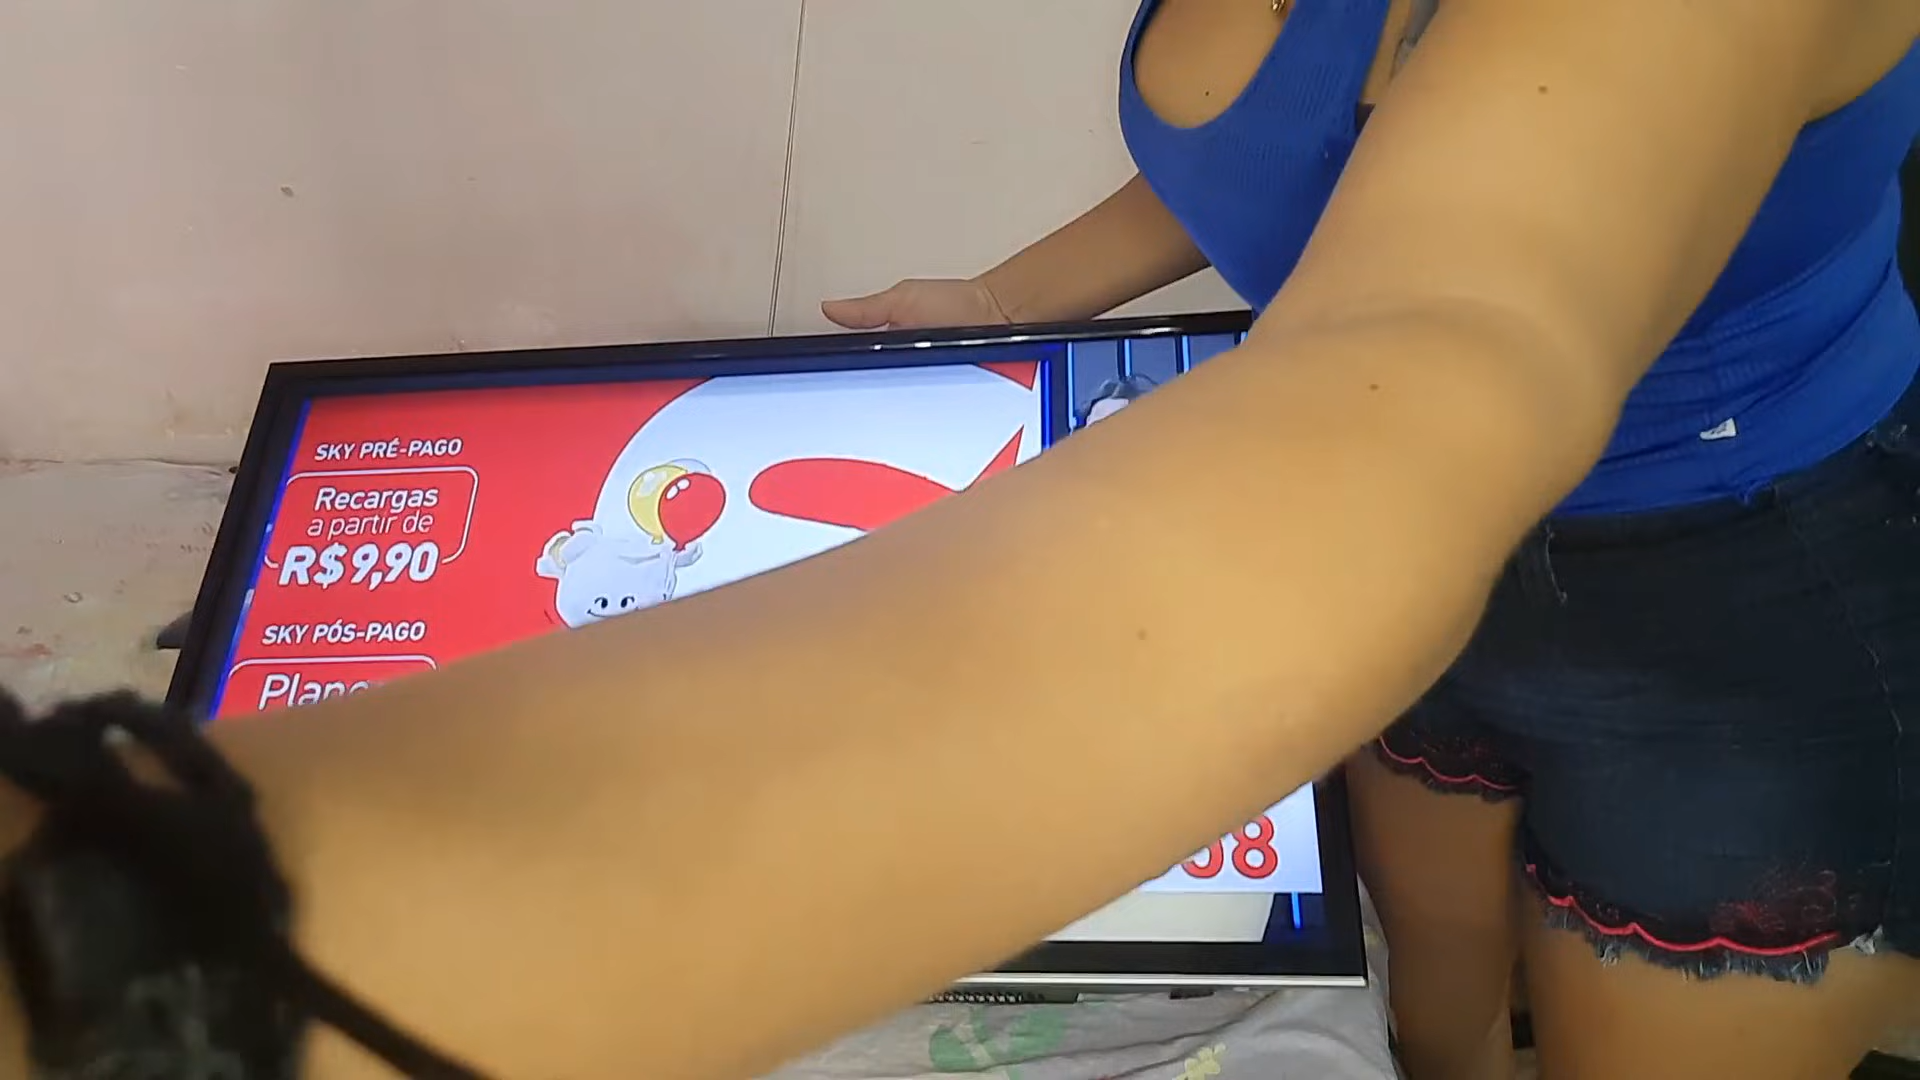 SKY PRÉ-PAGO
Recargas
a partir de
R$9,90
SKY PÓS-PAGO